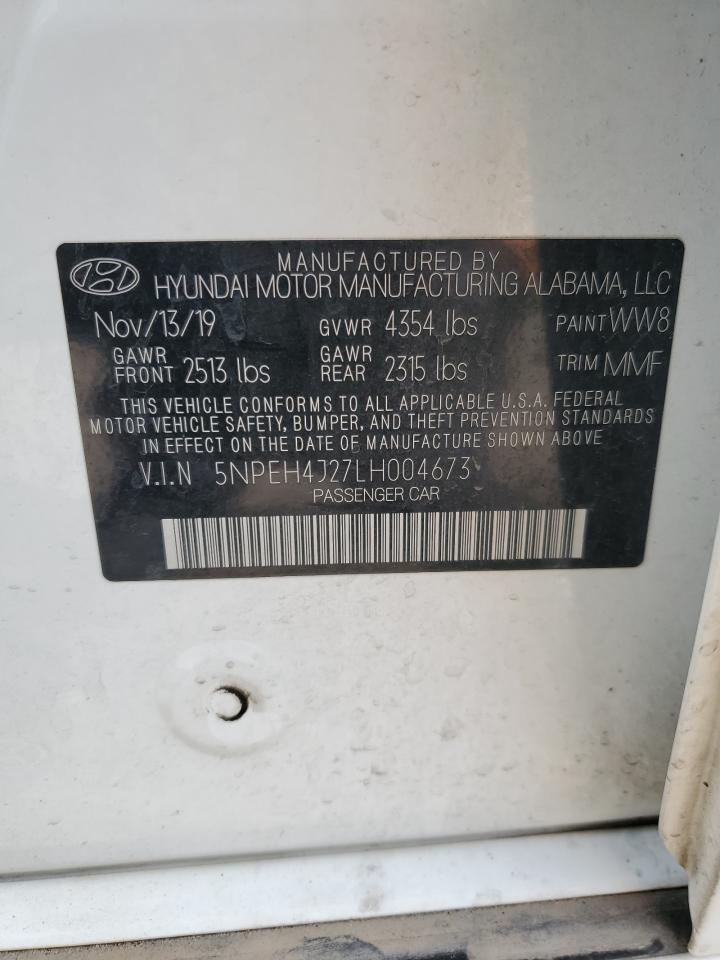 MANUFACTURED BY
HYUNDAI MOTOR MANUFACTURING ALABAMA, LLC
Nov/13/19 GVWR 4354 lbs PAINT WW8
GAWR FRONT 2513 lbs GAWR REAR 2315 lbs TRIM MMF
THIS VEHICLE CONFORMS TO ALL APPLICABLE U.S.A. FEDERAL
MOTOR VEHICLE SAFETY, BUMPER, AND THEFT PREVENTION STANDARDS
IN EFFECT ON THE DATE OF MANUFACTURE SHOWN ABOVE
V.I.N 5NPEH4J27LH004673
PASSENGER CAR